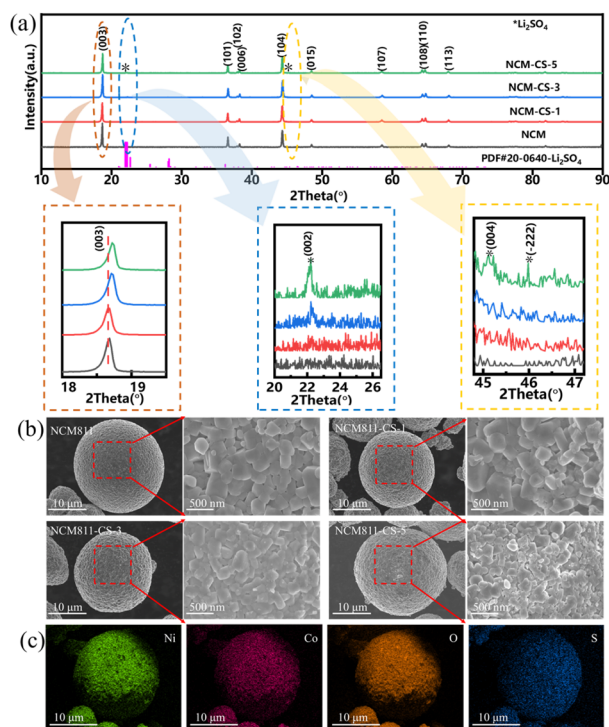 (a)
Intensity(a.u.)
(003)
*
(101)
(102)
(006)
(104)
*
(015)
(107)
(108)
(110)
(113)
*Li₂SO₄
NCM-CS-5
NCM-CS-3
NCM-CS-1
NCM
PDF#20-0640-Li₂SO₄
10 20 30 40 50 60 70 80 90
2Theta(°)
(003)
18 19
2Theta(°)
*(002)
20 22 24 26
2Theta(°)
*(004)
*(-222)
45 46 47
2Theta(°)
(b)
NCM811
10 μm
500 nm
NCM811-CS-1
10 μm
500 nm
NCM811-CS-3
10 μm
500 nm
NCM811-CS-5
10 μm
500 nm
(c)
Ni
10 μm
Co
10 μm
O
10 μm
S
10 μm